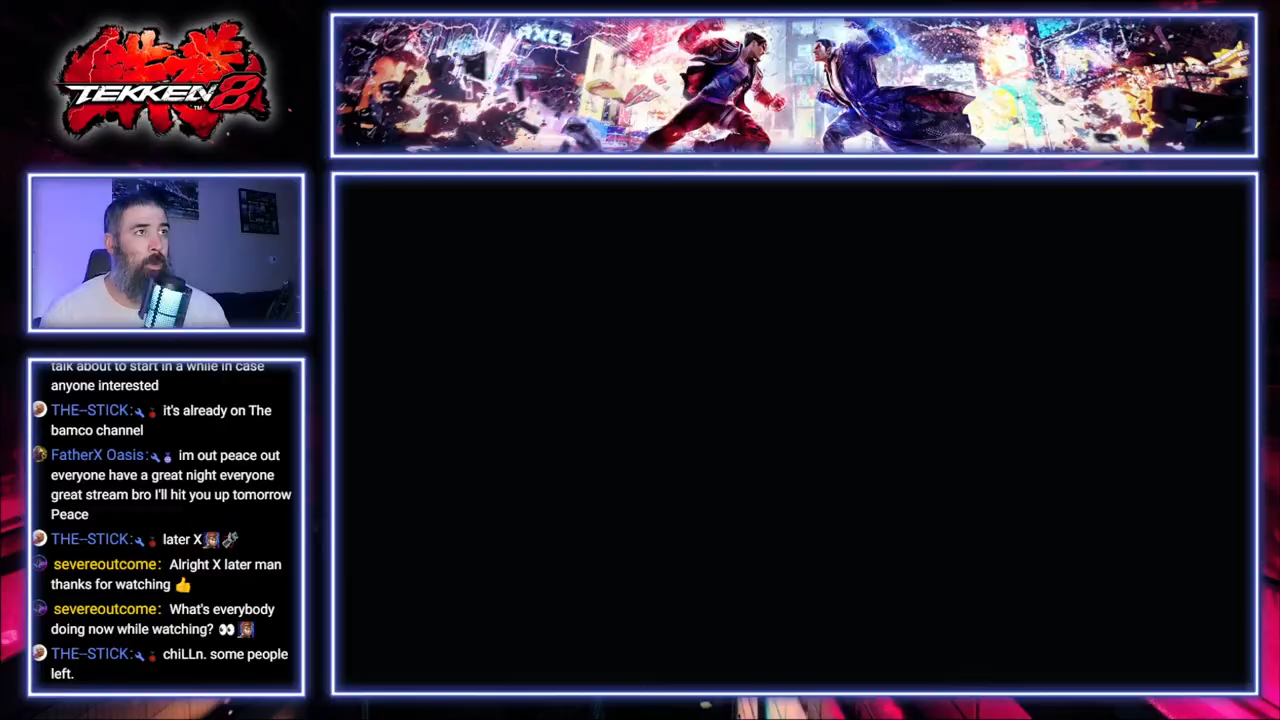 鉄拳
TEKKEN 8
TM
talk about to start in a while in case
anyone interested
THE–STICK: it's already on The
bamco channel
FatherX Oasis: im out peace out
everyone have a great night everyone
great stream bro I'll hit you up tomorrow
Peace
THE–STICK: later X
severeoutcome: Alright X later man
thanks for watching 👍
severeoutcome: What's everybody
doing now while watching? 👀
THE–STICK: chiLLn. some people
left.